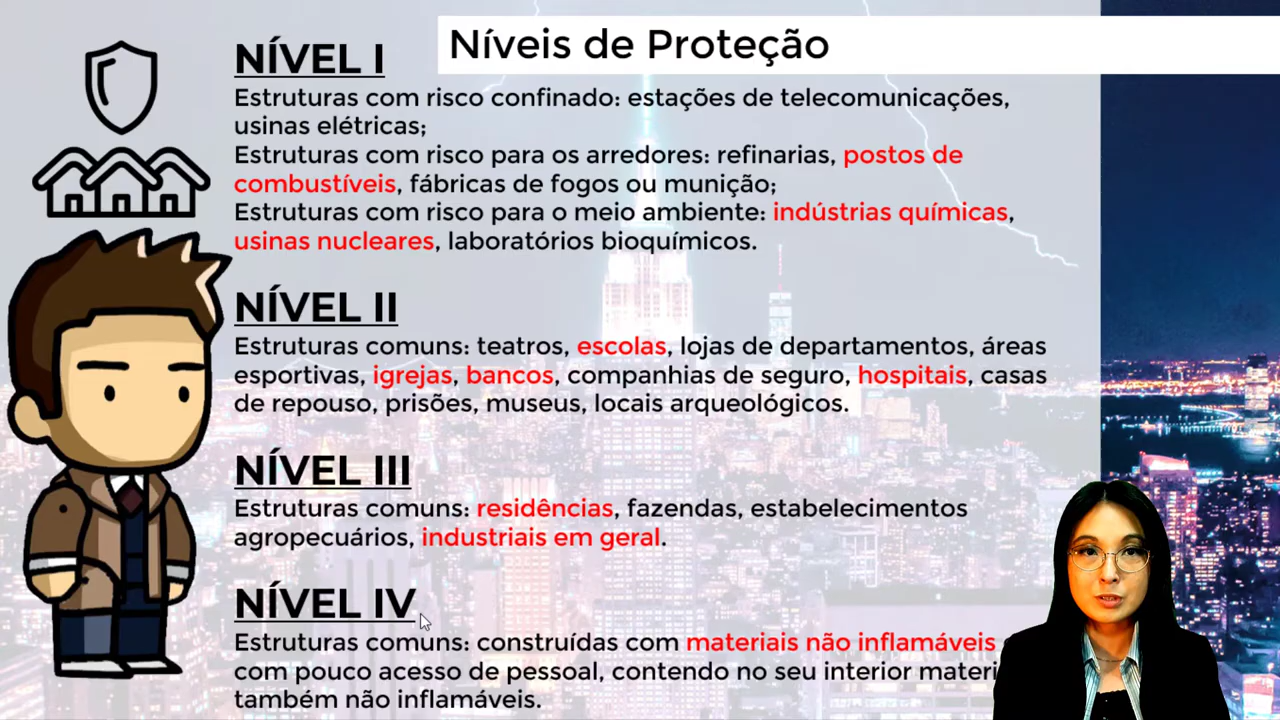 Níveis de Proteção
NÍVEL I
Estruturas com risco confinado: estações de telecomunicações,
usinas elétricas;
Estruturas com risco para os arredores: refinarias, postos de
combustíveis, fábricas de fogos ou munição;
Estruturas com risco para o meio ambiente: indústrias químicas,
usinas nucleares, laboratórios bioquímicos.
NÍVEL II
Estruturas comuns: teatros, escolas, lojas de departamentos, áreas
esportivas, igrejas, bancos, companhias de seguro, hospitais, casas
de repouso, prisões, museus, locais arqueológicos.
NÍVEL III
Estruturas comuns: residências, fazendas, estabelecimentos
agropecuários, industriais em geral.
NÍVEL IV
Estruturas comuns: construídas com materiais não inflamáveis
com pouco acesso de pessoal, contendo no seu interior
também não inflamáveis.